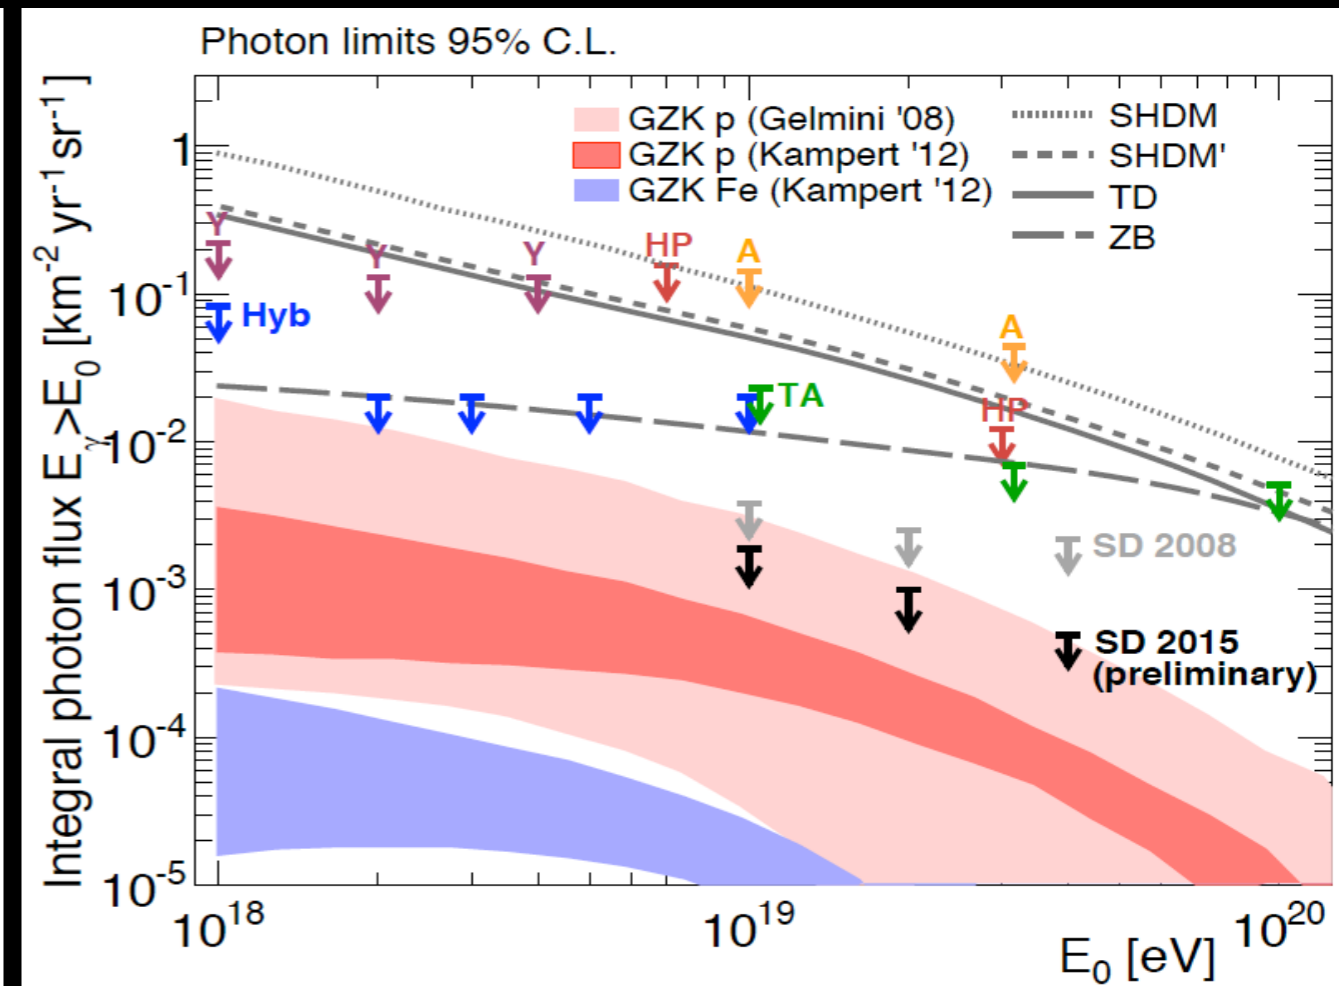 Photon limits 95% C.L.
Integral photon flux E_γ>E_0 [km^-2 yr^-1 sr^-1]
GZK p (Gelmini '08)
GZK p (Kampert '12)
GZK Fe (Kampert '12)
SHDM
SHDM'
TD
ZB
1
10^-1
10^-2
10^-3
10^-4
10^-5
Y
Y
Y
HP
A
Hyb
A
TA
HP
SD 2008
SD 2015
(preliminary)
10^18
10^19
10^20
E_0 [eV]